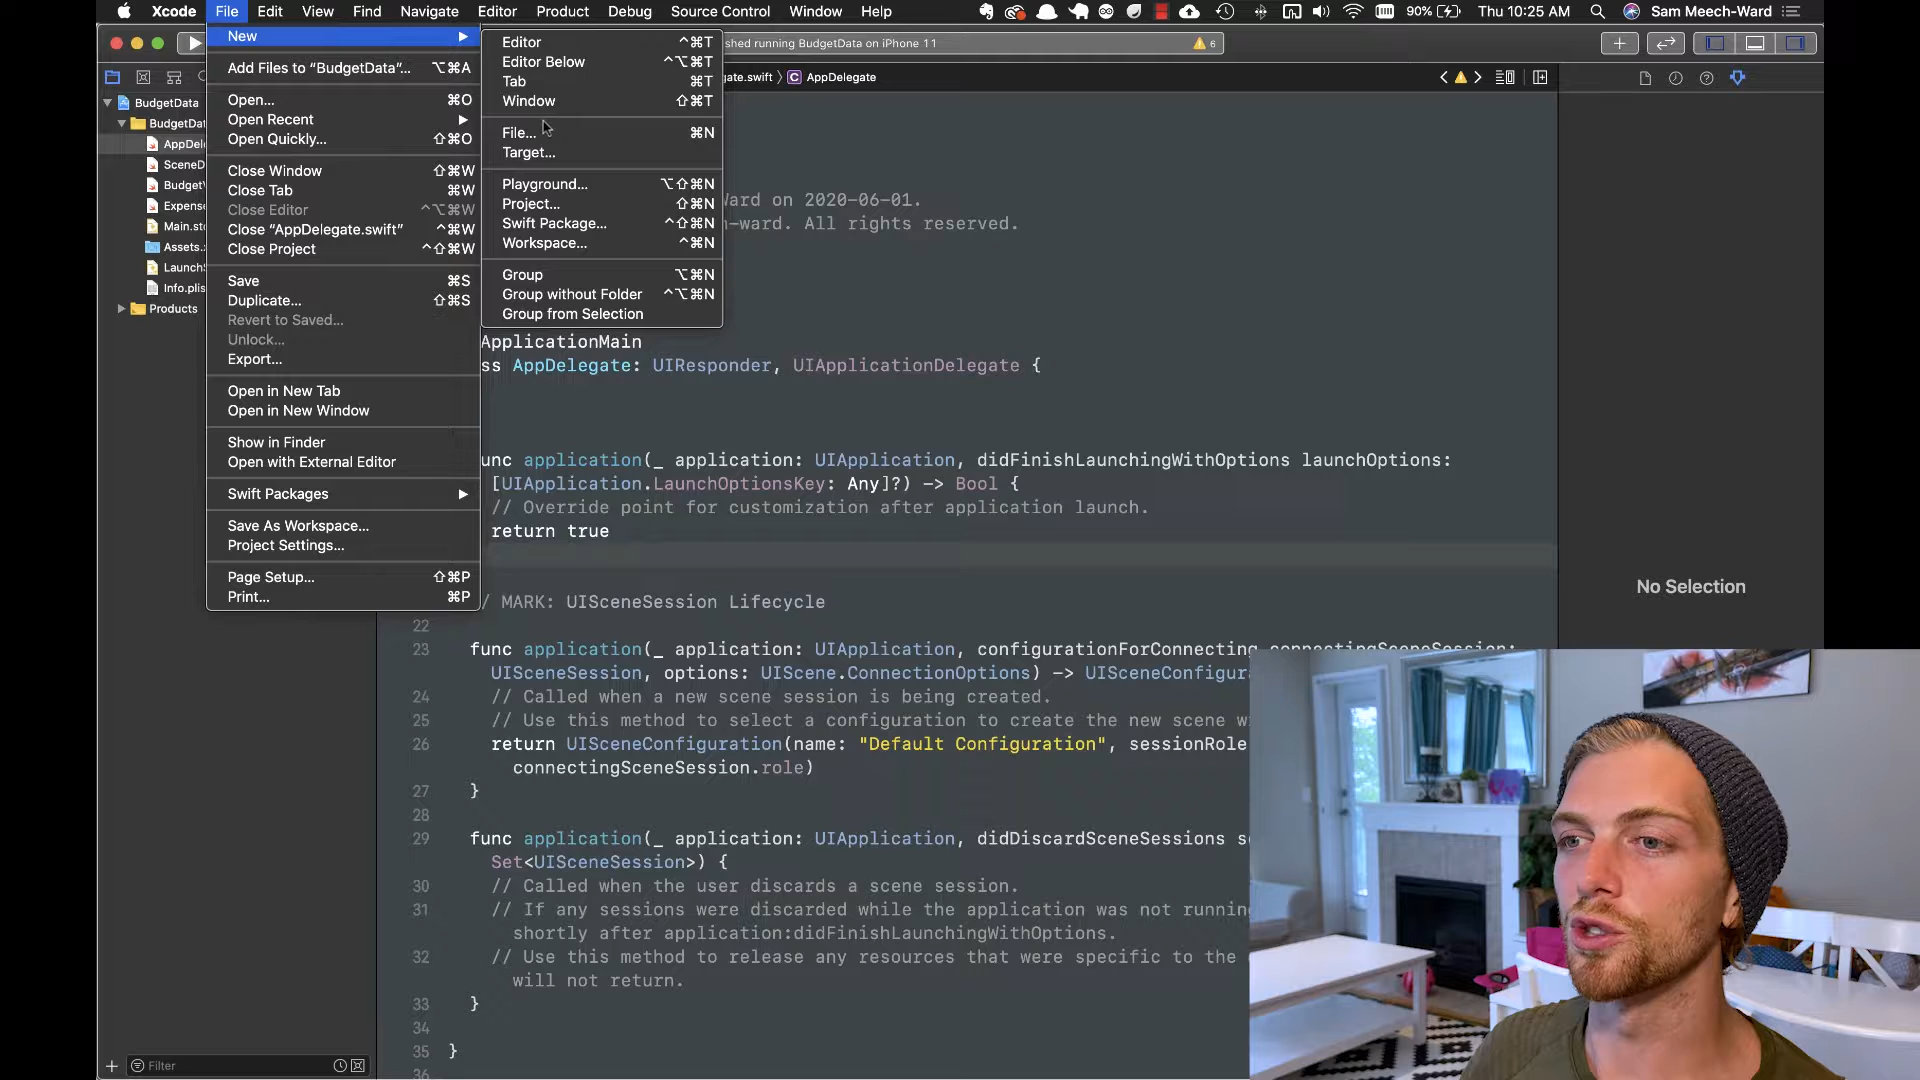 Xcode File Edit View Find Navigate Editor Product Debug Source Control Window Help 90% Thu 10:25 AM Sam Meech-Ward
New
Add Files to “BudgetData”... ⌥⌘A
Open... ⌘O
Open Recent
Open Quickly... ⇧⌘O
Close Window ⇧⌘W
Close Tab ⌘W
Close Editor ^⌥⌘W
Close “AppDelegate.swift” ^⌘W
Close Project ^⇧⌘W
Save ⌘S
Duplicate... ⇧⌘S
Revert to Saved...
Unlock...
Export...
Open in New Tab
Open in New Window
Show in Finder
Open with External Editor
Swift Packages
Save As Workspace...
Project Settings...
Page Setup... ⇧⌘P
Print... ⌘P
Editor ^⌘T
Editor Below ^⌥⌘T
Tab ⌘T
Window ⇧⌘T
File... ⌘N
Target...
Playground... ⌥⇧⌘N
Project... ⇧⌘N
Swift Package... ^⇧⌘N
Workspace... ^⌘N
Group ⌥⌘N
Group without Folder ^⌥⌘N
Group from Selection
shed running BudgetData on iPhone 11 6
gate.swift C AppDelegate
BudgetData
BudgetDat
AppDel
SceneD
Budget
Expense
Main.sto
Assets.
Launch
Info.plis
Products
Filter
Ward on 2020-06-01.
-ward. All rights reserved.
ApplicationMain
ss AppDelegate: UIResponder, UIApplicationDelegate {
unc application(_ application: UIApplication, didFinishLaunchingWithOptions launchOptions:
[UIApplication.LaunchOptionsKey: Any]?) -> Bool {
// Override point for customization after application launch.
return true
/ MARK: UISceneSession Lifecycle
22
23 func application(_ application: UIApplication, configurationForConnecting connectingSceneSession:
UISceneSession, options: UIScene.ConnectionOptions) -> UISceneConfigura
24 // Called when a new scene session is being created.
25 // Use this method to select a configuration to create the new scene w
26 return UISceneConfiguration(name: "Default Configuration", sessionRole
connectingSceneSession.role)
27 }
28
29 func application(_ application: UIApplication, didDiscardSceneSessions s
Set<UISceneSession>) {
30 // Called when the user discards a scene session.
31 // If any sessions were discarded while the application was not running
shortly after application:didFinishLaunchingWithOptions.
32 // Use this method to release any resources that were specific to the
will not return.
33 }
34
35 }
36
No Selection